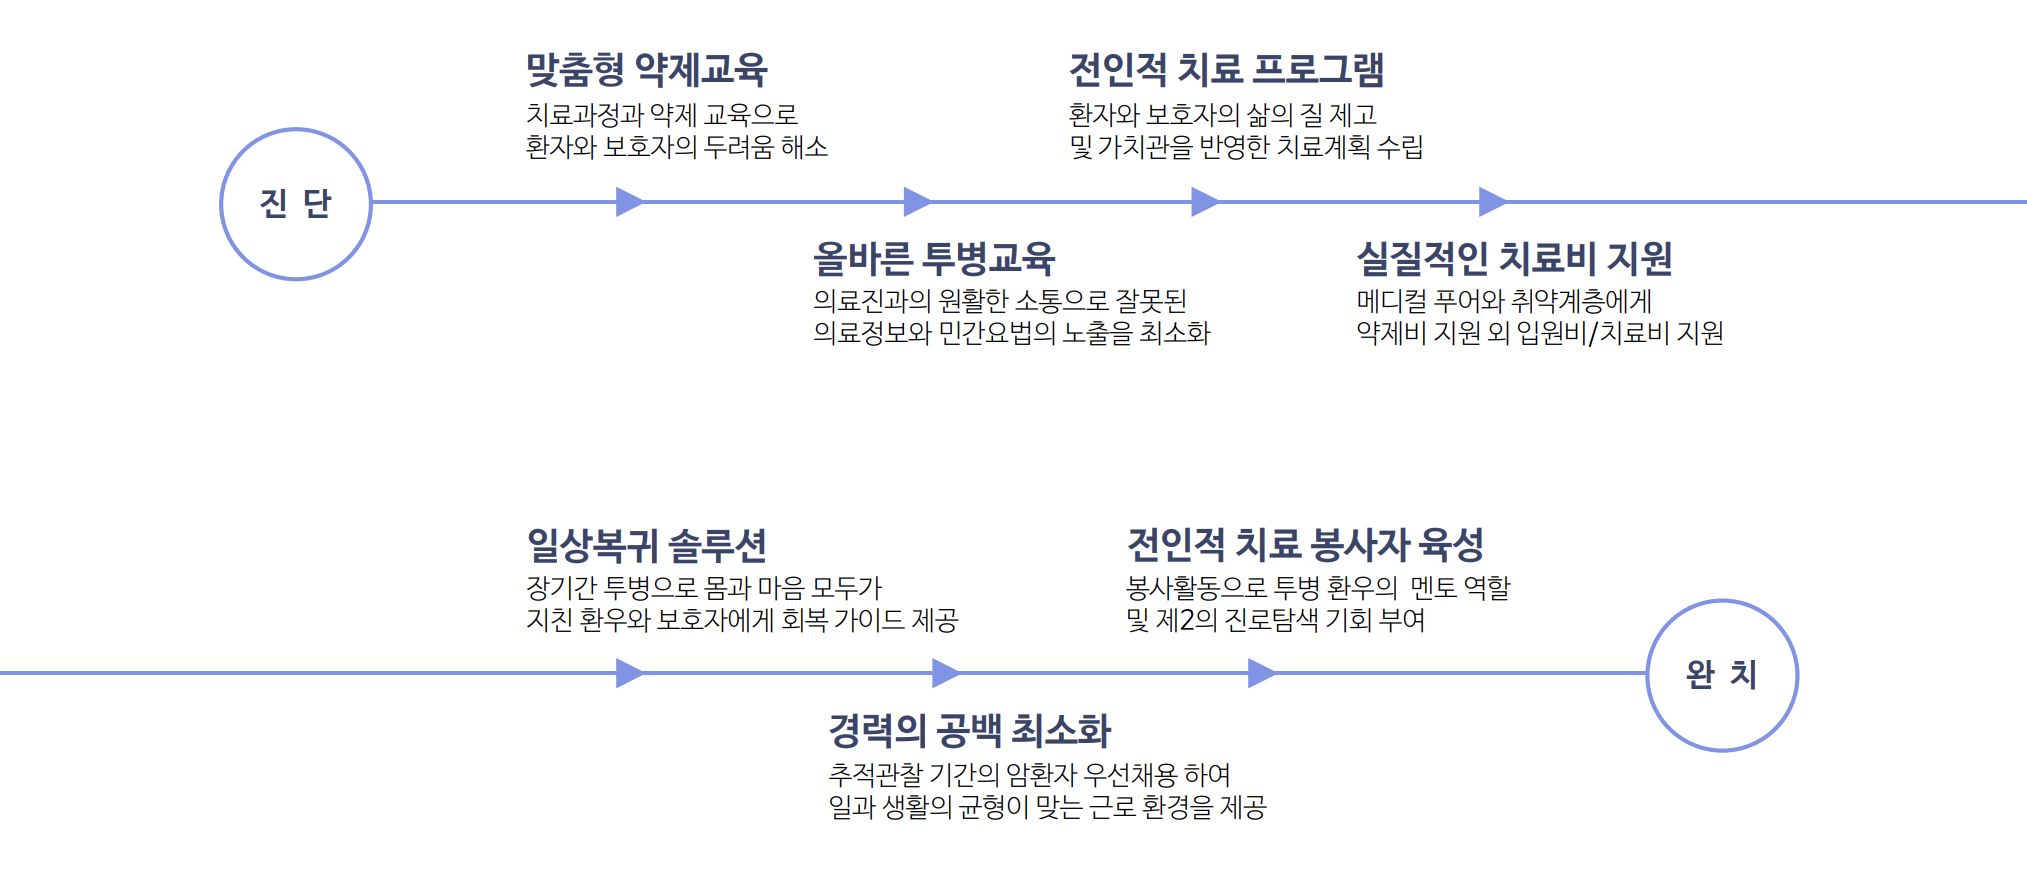 진 단
맞춤형 약제교육
치료과정과 약제 교육으로
환자와 보호자의 두려움 해소
올바른 투병교육
의료진과의 원활한 소통으로 잘못된
의료정보와 민간요법의 노출을 최소화
전인적 치료 프로그램
환자와 보호자의 삶의 질 제고
및 가치관을 반영한 치료계획 수립
실질적인 치료비 지원
메디컬 푸어와 취약계층에게
약제비 지원 외 입원비/치료비 지원
일상복귀 솔루션
장기간 투병으로 몸과 마음 모두가
지친 환우와 보호자에게 회복 가이드 제공
경력의 공백 최소화
추적관찰 기간의 암환자 우선채용 하여
일과 생활의 균형이 맞는 근로 환경을 제공
전인적 치료 봉사자 육성
봉사활동으로 투병 환우의  멘토 역할
및 제2의 진로탐색 기회 부여
완 치